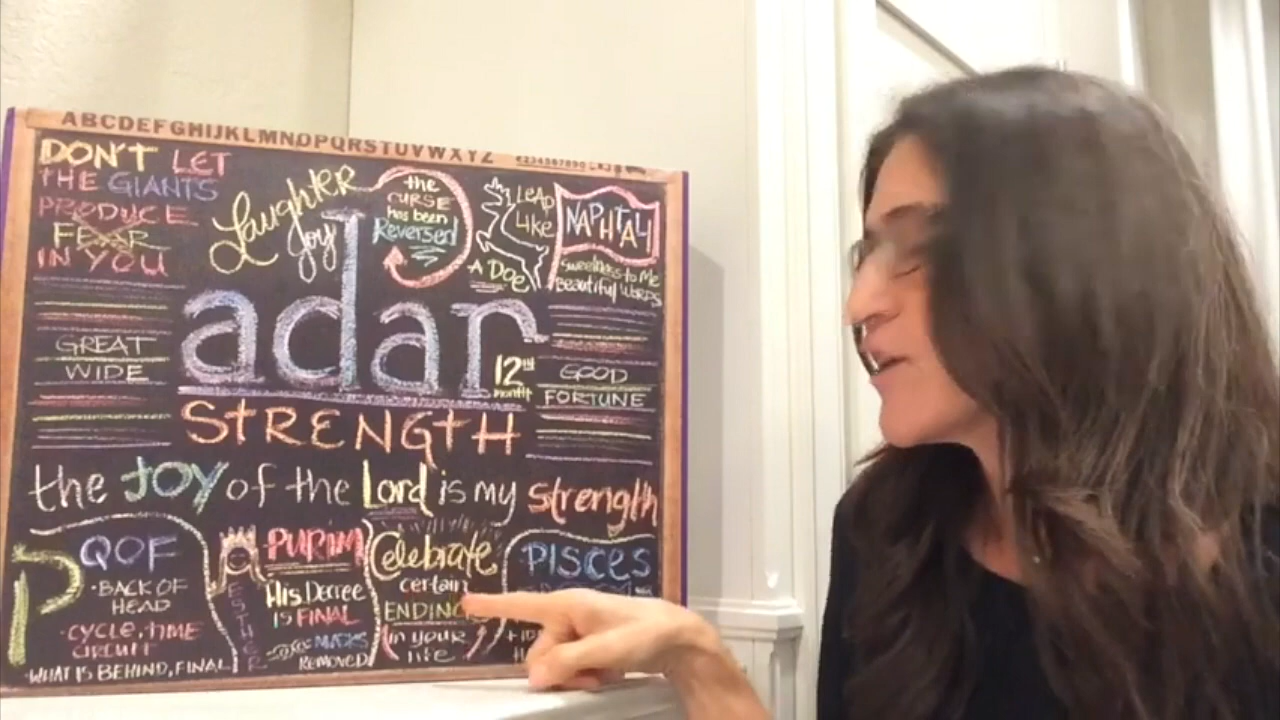 ABCDEFGHIJKLMNOPQRSTUVWXYZ
DON'T LET
THE GIANTS
PRODUCE
FEAR
IN YOU
Laughter
Joy
the
CURSE
has been
Reversed
LEAP
LIKE
A DOE
NAPHTALI
Sweetness to Me
Beautiful Words
adar
12th
month
GREAT
WIDE
GOOD
FORTUNE
STRENGTH
the JOY of the Lord is my strength
QOF
• BACK OF
HEAD
• CYCLE, TIME
CIRCUIT
• WHAT IS BEHIND, FINAL
ESTHER
PURIM
His Decree
IS FINAL
MASKS
REMOVED
Celebrate
certain
ENDING
in your
life
PISCES